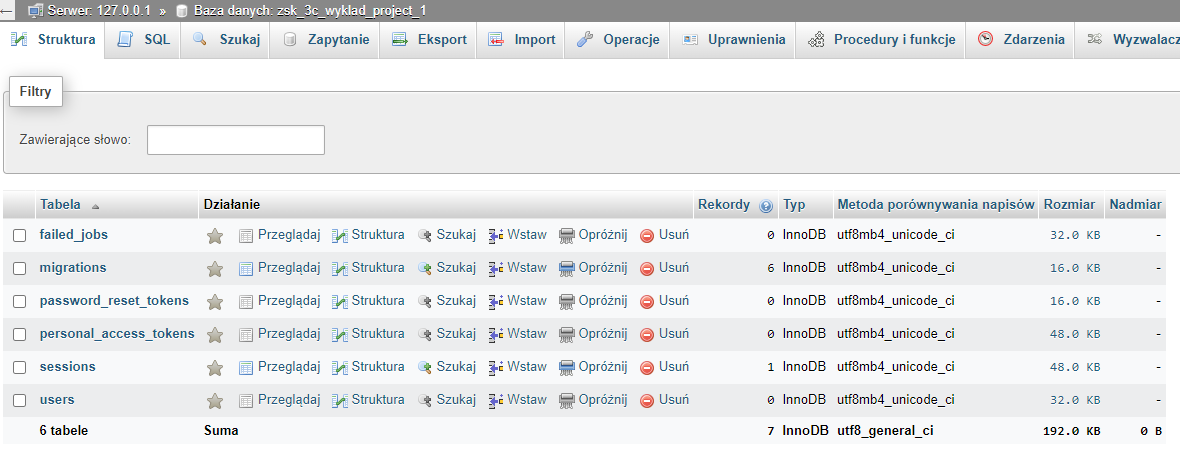 Serwer: 127.0.0.1 » Baza danych: zsk_3c_wyklad_project_1
Struktura SQL Szukaj Zapytanie Eksport Import Operacje Uprawnienia Procedury i funkcje Zdarzenia Wyzwalacz
Filtry
Zawierające słowo:
Tabela Działanie Rekordy Typ Metoda porównywania napisów Rozmiar Nadmiar
failed_jobs Przeglądaj Struktura Szukaj Wstaw Opróżnij Usuń 0 InnoDB utf8mb4_unicode_ci 32.0 KB -
migrations Przeglądaj Struktura Szukaj Wstaw Opróżnij Usuń 6 InnoDB utf8mb4_unicode_ci 16.0 KB -
password_reset_tokens Przeglądaj Struktura Szukaj Wstaw Opróżnij Usuń 0 InnoDB utf8mb4_unicode_ci 16.0 KB -
personal_access_tokens Przeglądaj Struktura Szukaj Wstaw Opróżnij Usuń 0 InnoDB utf8mb4_unicode_ci 48.0 KB -
sessions Przeglądaj Struktura Szukaj Wstaw Opróżnij Usuń 1 InnoDB utf8mb4_unicode_ci 48.0 KB -
users Przeglądaj Struktura Szukaj Wstaw Opróżnij Usuń 0 InnoDB utf8mb4_unicode_ci 32.0 KB -
6 tabele Suma 7 InnoDB utf8_general_ci 192.0 KB 0 B